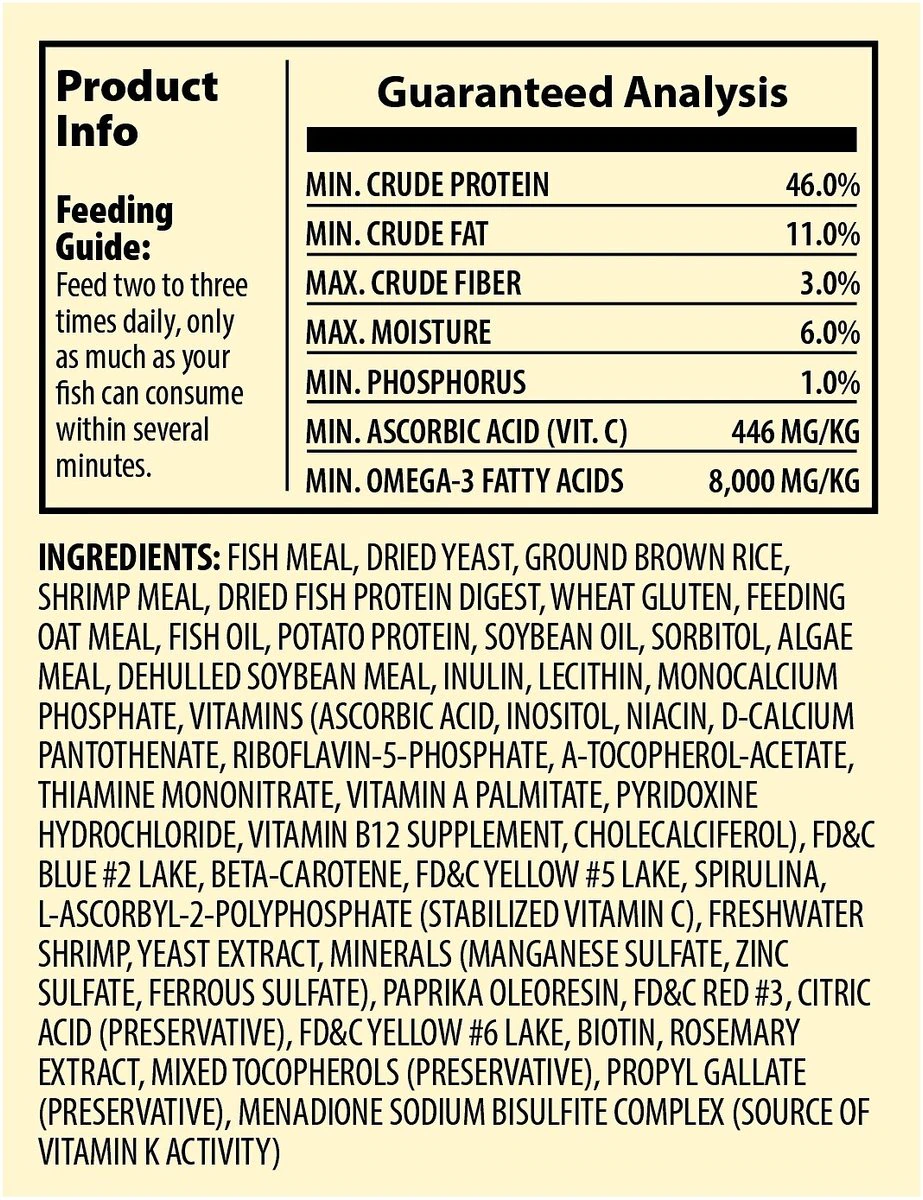 Product
Info
Feeding
Guide:
Feed two to three
times daily, only
as much as your
fish can consume
within several
minutes.
Guaranteed Analysis
MIN. CRUDE PROTEIN 46.0%
MIN. CRUDE FAT 11.0%
MAX. CRUDE FIBER 3.0%
MAX. MOISTURE 6.0%
MIN. PHOSPHORUS 1.0%
MIN. ASCORBIC ACID (VIT. C) 446 MG/KG
MIN. OMEGA-3 FATTY ACIDS 8,000 MG/KG
INGREDIENTS: FISH MEAL, DRIED YEAST, GROUND BROWN RICE,
SHRIMP MEAL, DRIED FISH PROTEIN DIGEST, WHEAT GLUTEN, FEEDING
OAT MEAL, FISH OIL, POTATO PROTEIN, SOYBEAN OIL, SORBITOL, ALGAE
MEAL, DEHULLED SOYBEAN MEAL, INULIN, LECITHIN, MONOCALCIUM
PHOSPHATE, VITAMINS (ASCORBIC ACID, INOSITOL, NIACIN, D-CALCIUM
PANTOTHENATE, RIBOFLAVIN-5-PHOSPHATE, A-TOCOPHEROL-ACETATE,
THIAMINE MONONITRATE, VITAMIN A PALMITATE, PYRIDOXINE
HYDROCHLORIDE, VITAMIN B12 SUPPLEMENT, CHOLECALCIFEROL), FD&C
BLUE #2 LAKE, BETA-CAROTENE, FD&C YELLOW #5 LAKE, SPIRULINA,
L-ASCORBYL-2-POLYPHOSPHATE (STABILIZED VITAMIN C), FRESHWATER
SHRIMP, YEAST EXTRACT, MINERALS (MANGANESE SULFATE, ZINC
SULFATE, FERROUS SULFATE), PAPRIKA OLEORESIN, FD&C RED #3, CITRIC
ACID (PRESERVATIVE), FD&C YELLOW #6 LAKE, BIOTIN, ROSEMARY
EXTRACT, MIXED TOCOPHEROLS (PRESERVATIVE), PROPYL GALLATE
(PRESERVATIVE), MENADIONE SODIUM BISULFITE COMPLEX (SOURCE OF
VITAMIN K ACTIVITY)